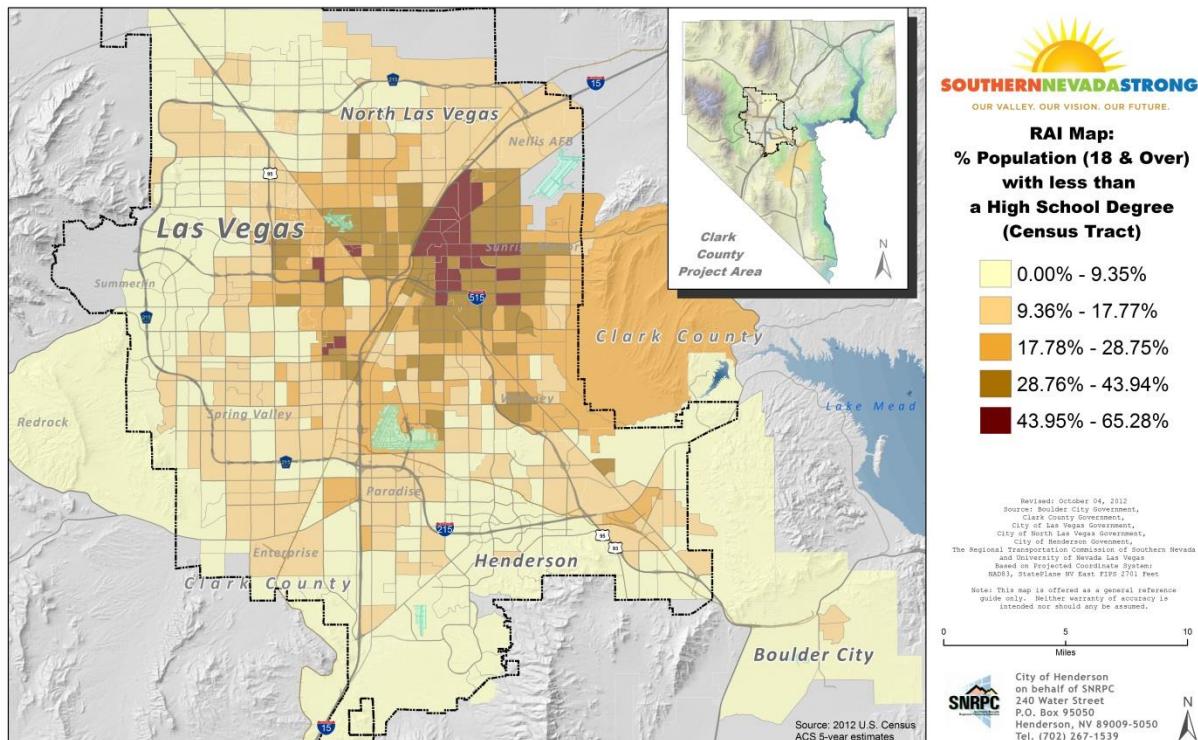 North Las Vegas
Nellis AFB
Las Vegas
Summerlin
Clark County
Lake Mead
Spring Valley
Redrock
Paradise
Enterprise
Henderson
Clark County
Boulder City
215
15
95
515
215
215
215
95
93
15
Clark
County
Project Area
N
Source: 2012 U.S. Census
ACS 5-year estimates
SOUTHERNNEVADASTRONG
OUR VALLEY. OUR VISION. OUR FUTURE.
RAI Map:
% Population (18 & Over)
with less than
a High School Degree
(Census Tract)
0.00% - 9.35%
9.36% - 17.77%
17.78% - 28.75%
28.76% - 43.94%
43.95% - 65.28%
Revised: October 04, 2012
Source: Boulder City Government,
Clark County Government,
City of Las Vegas Government,
City of North Las Vegas Government,
City of Henderson Govenment,
The Regional Transportation Commission of Southern Nevada
and University of Nevada Las Vegas
Based on Projected Coordinate System:
NAD83, StatePlane NV East FIPS 2701 Feet
Note: This map is offered as a general reference
guide only. Neither warranty of accuracy is
intended nor should any be assumed.
0 5 10
Miles
SNRPC
City of Henderson
on behalf of SNRPC
240 Water Street
P.O. Box 95050
Henderson, NV 89009-5050
Tel. (702) 267-1539
N